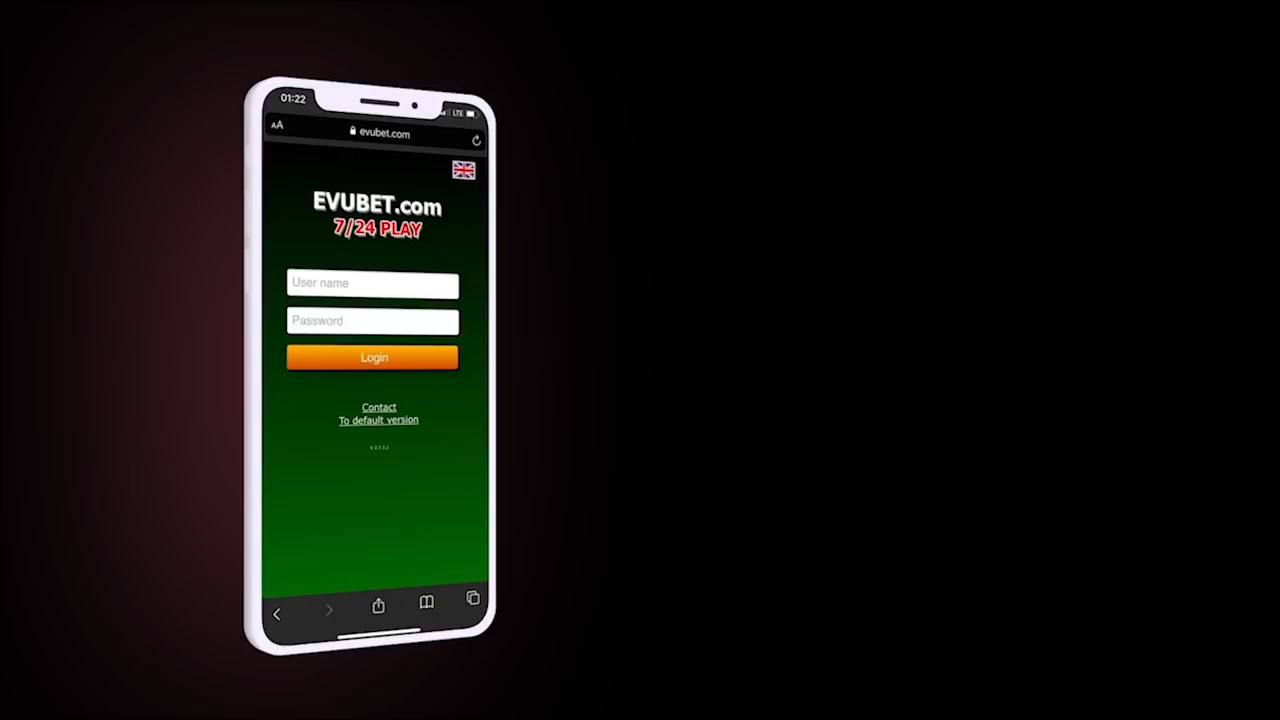 01:22
LTE
AA
evubet.com
EVUBET.com
7/24 PLAY
User name
Password
Login
Contact
To default version